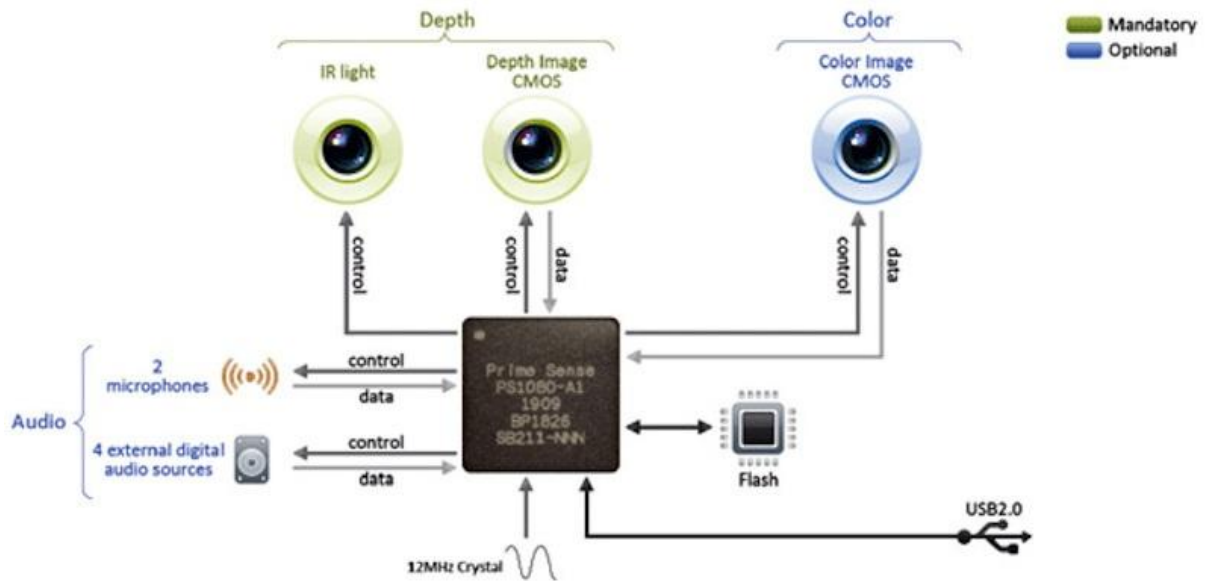 Depth
Color
Mandatory
Optional
IR light
Depth Image
CMOS
Color Image
CMOS
control
control
data
control
data
Audio
2
microphones
control
data
4 external digital
audio sources
control
data
Prime Sense
PS1080-A1
1909
BP1826
SB211-NNN
Flash
USB2.0
12MHz Crystal